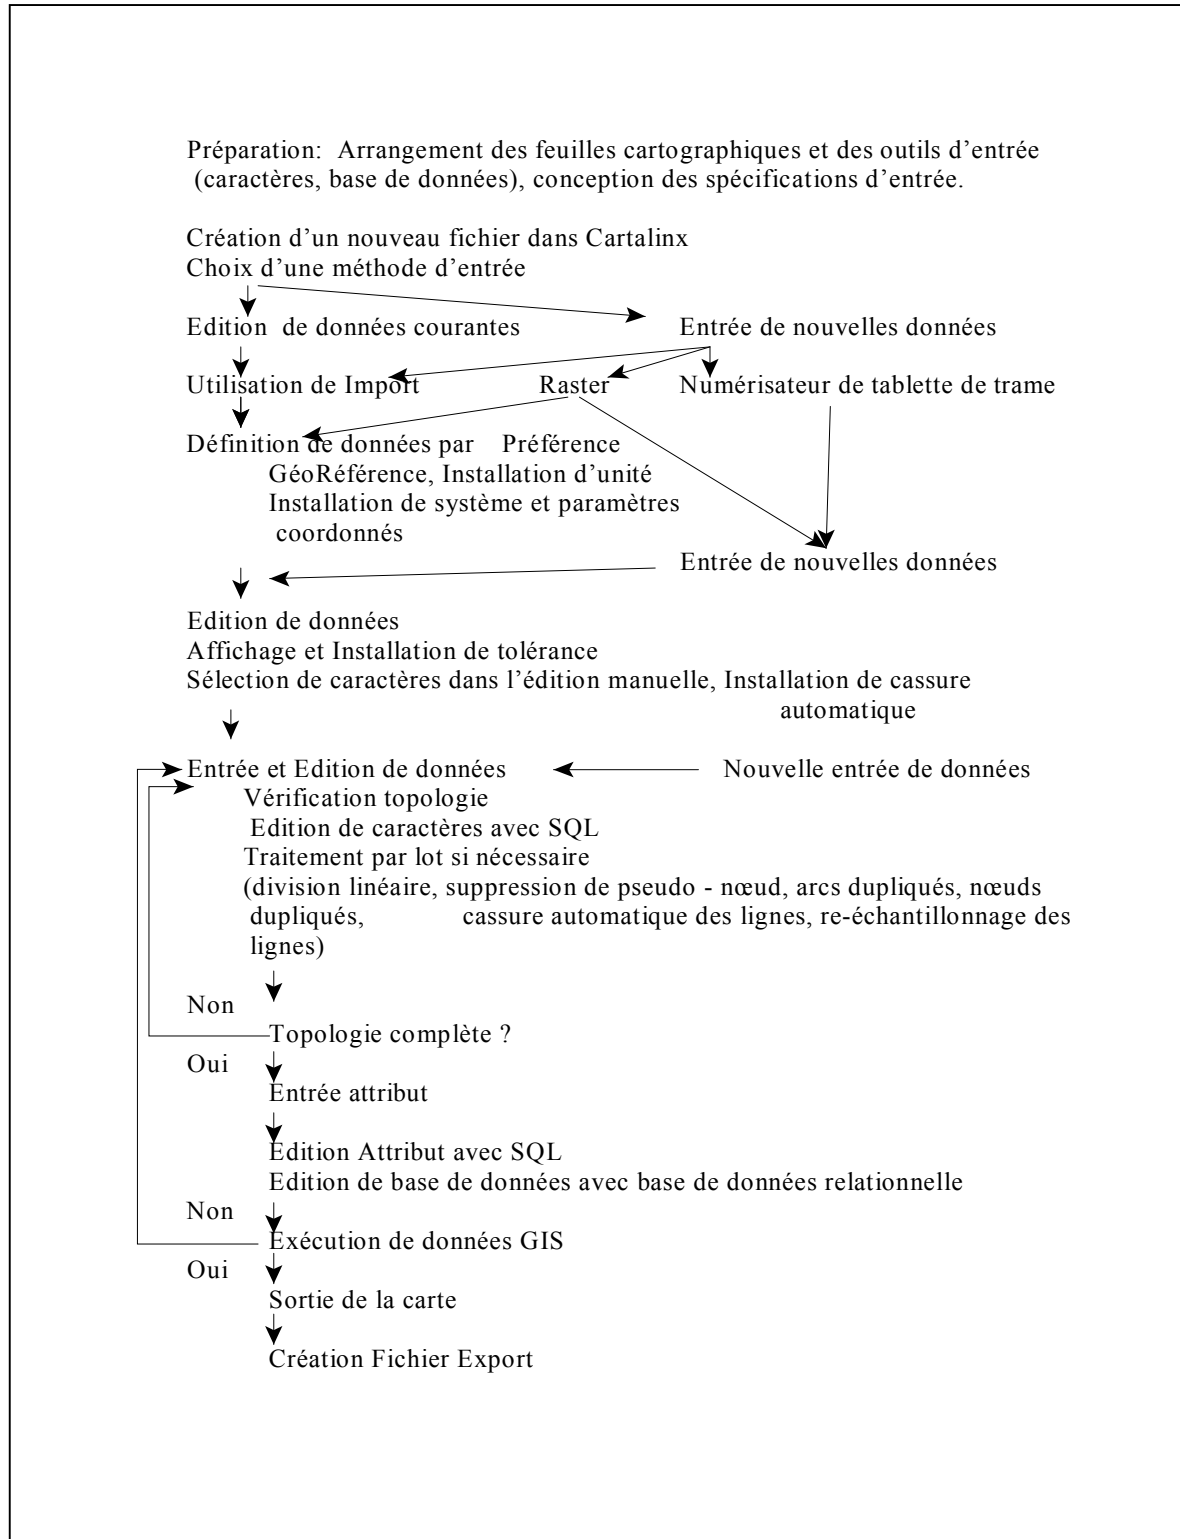 Préparation: Arrangement des feuilles cartographiques et des outils d'entrée
(caractères, base de données), conception des spécifications d'entrée.
Création d'un nouveau fichier dans Cartalinx
Choix d'une méthode d'entrée
Edition de données courantes
Entrée de nouvelles données
Utilisation de Import
Raster
Numérisateur de tablette de trame
Définition de données par Préférence
GéoRéférence, Installation d'unité
Installation de système et paramètres
coordonnés
Entrée de nouvelles données
Edition de données
Affichage et Installation de tolérance
Sélection de caractères dans l'édition manuelle, Installation de cassure
automatique
Entrée et Edition de données
Nouvelle entrée de données
Vérification topologie
Edition de caractères avec SQL
Traitement par lot si nécessaire
(division linéaire, suppression de pseudo - nœud, arcs dupliqués, nœuds
dupliqués, cassure automatique des lignes, re-échantillonnage des
lignes)
Non
Topologie complète ?
Oui
Entrée attribut
Edition Attribut avec SQL
Edition de base de données avec base de données relationnelle
Non
Exécution de données GIS
Oui
Sortie de la carte
Création Fichier Export